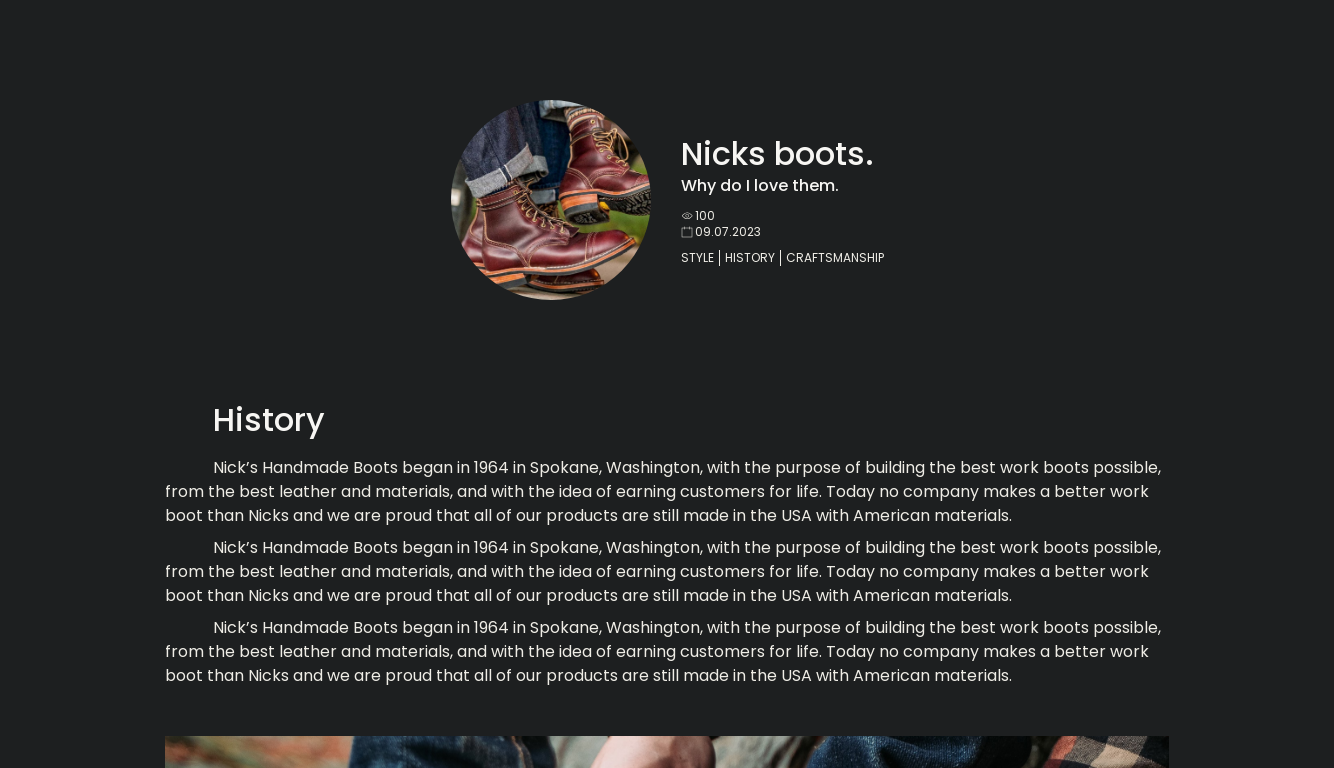 Nicks boots.
Why do I love them.
100
09.07.2023
STYLE | HISTORY | CRAFTSMANSHIP
History
Nick’s Handmade Boots began in 1964 in Spokane, Washington, with the purpose of building the best work boots possible,
from the best leather and materials, and with the idea of earning customers for life. Today no company makes a better work
boot than Nicks and we are proud that all of our products are still made in the USA with American materials.
Nick’s Handmade Boots began in 1964 in Spokane, Washington, with the purpose of building the best work boots possible,
from the best leather and materials, and with the idea of earning customers for life. Today no company makes a better work
boot than Nicks and we are proud that all of our products are still made in the USA with American materials.
Nick’s Handmade Boots began in 1964 in Spokane, Washington, with the purpose of building the best work boots possible,
from the best leather and materials, and with the idea of earning customers for life. Today no company makes a better work
boot than Nicks and we are proud that all of our products are still made in the USA with American materials.